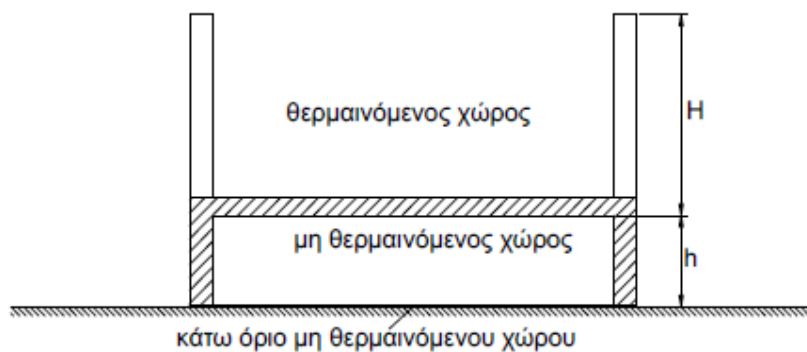 θερμαινόμενος χώρος
H
μη θερμαινόμενος χώρος
h
κάτω όριο μη θερμαινόμενου χώρου